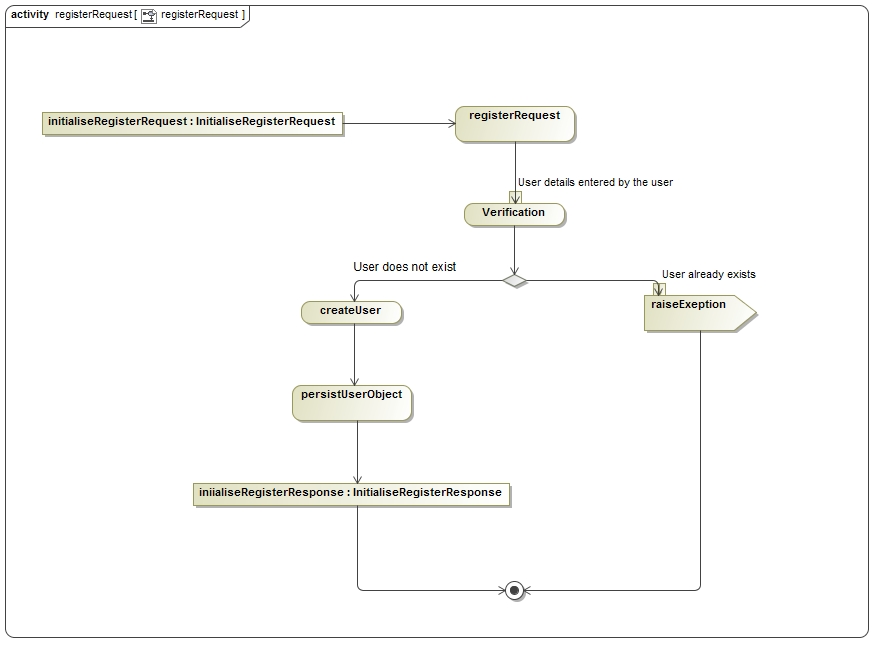 activity registerRequest[ registerRequest ]
initialiseRegisterRequest : InitialiseRegisterRequest
registerRequest
User details entered by the user
Verification
User does not exist
User already exists
createUser
raiseExeption
persistUserObject
iniialiseRegisterResponse : InitialiseRegisterResponse